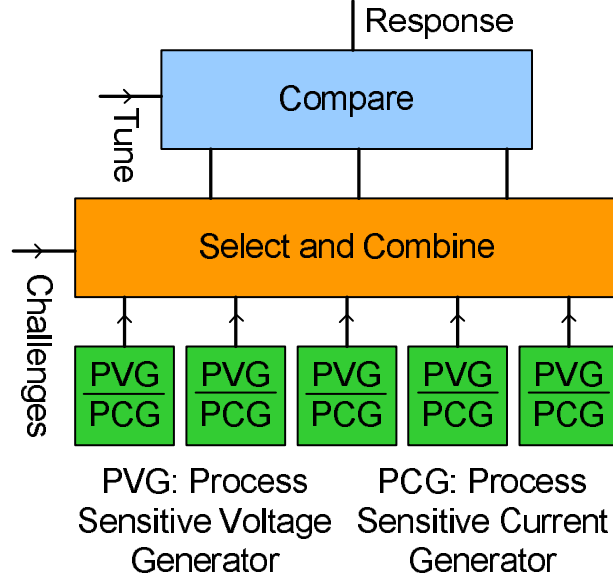 Response
Compare
Tune
Select and Combine
Challenges
PVG PVG PVG PVG PVG
PCG PCG PCG PCG PCG
PVG: Process
Sensitive Voltage
Generator
PCG: Process
Sensitive Current
Generator